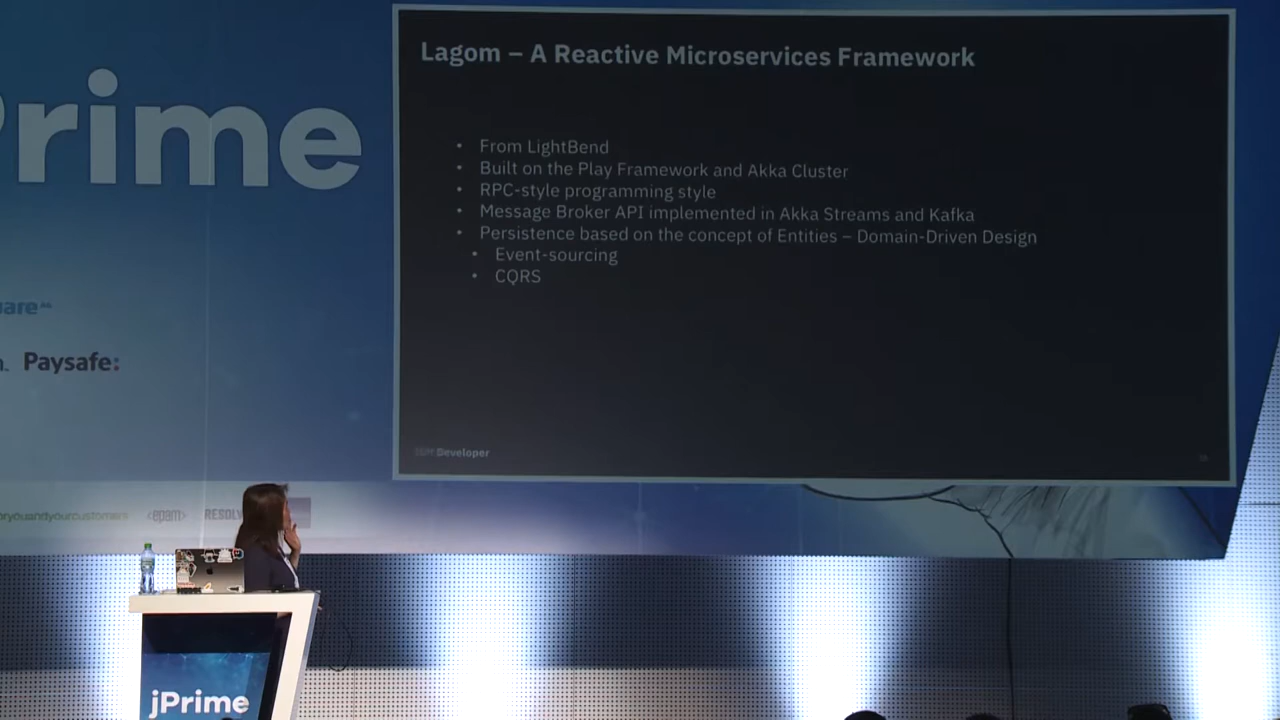 Prime
Lagom – A Reactive Microservices Framework
• From LightBend
• Built on the Play Framework and Akka Cluster
• RPC-style programming style
• Message Broker API implemented in Akka Streams and Kafka
• Persistence based on the concept of Entities – Domain-Driven Design
• Event-sourcing
• CQRS
IBM Developer
Paysafe:
<epam>
jPrime